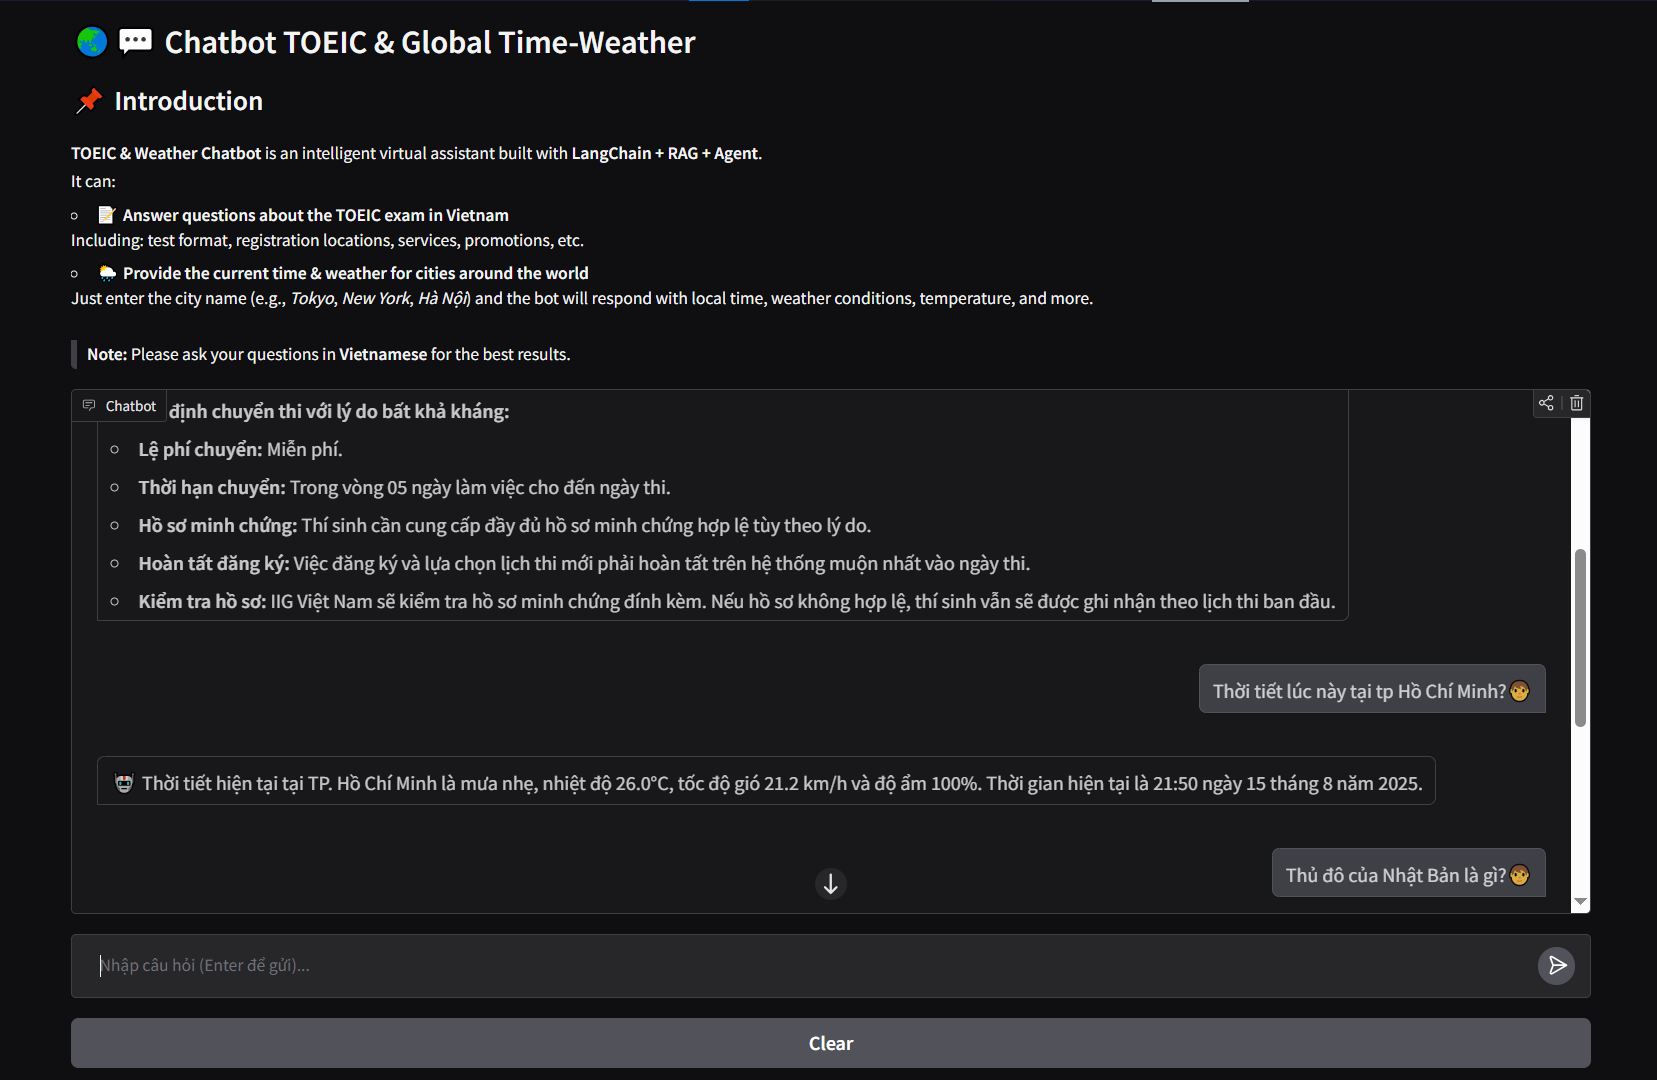 Chatbot TOEIC & Global Time-Weather
Introduction
TOEIC & Weather Chatbot is an intelligent virtual assistant built with LangChain + RAG + Agent.
It can:
Answer questions about the TOEIC exam in Vietnam
Including: test format, registration locations, services, promotions, etc.
Provide the current time & weather for cities around the world
Just enter the city name (e.g., Tokyo, New York, Hà Nội) and the bot will respond with local time, weather conditions, temperature, and more.
Note: Please ask your questions in Vietnamese for the best results.
Chatbot
định chuyển thi với lý do bất khả kháng:
Lệ phí chuyển: Miễn phí.
Thời hạn chuyển: Trong vòng 05 ngày làm việc cho đến ngày thi.
Hồ sơ minh chứng: Thí sinh cần cung cấp đầy đủ hồ sơ minh chứng hợp lệ tùy theo lý do.
Hoàn tất đăng ký: Việc đăng ký và lựa chọn lịch thi mới phải hoàn tất trên hệ thống muộn nhất vào ngày thi.
Kiểm tra hồ sơ: IIG Việt Nam sẽ kiểm tra hồ sơ minh chứng đính kèm. Nếu hồ sơ không hợp lệ, thí sinh vẫn sẽ được ghi nhận theo lịch thi ban đầu.
Thời tiết lúc này tại tp Hồ Chí Minh?
Thời tiết hiện tại tại TP. Hồ Chí Minh là mưa nhẹ, nhiệt độ 26.0°C, tốc độ gió 21.2 km/h và độ ẩm 100%. Thời gian hiện tại là 21:50 ngày 15 tháng 8 năm 2025.
Thủ đô của Nhật Bản là gì?
Nhập câu hỏi (Enter để gửi)...
Clear